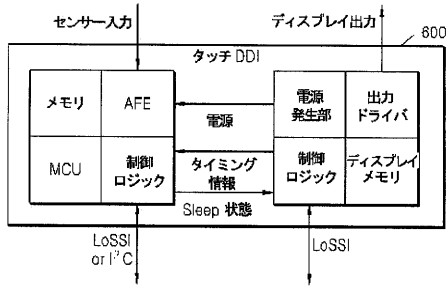 センサー入力
ディスプレイ出力
600
タッチ DDI
メモリ
AFE
MCU
制御
ロジック
電源
タイミング
情報
Sleep 状態
電源
発生部
出力
ドライバ
制御
ロジック
ディスプレイ
メモリ
LoSSI
or I²C
LoSSI